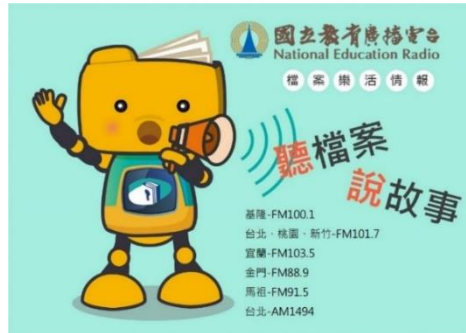 國立教育廣播電台
National Education Radio
檔案樂活情報
聽檔案
說故事
基隆-FM100.1
台北、桃園、新竹-FM101.7
宜蘭-FM103.5
金門-FM88.9
馬祖-FM91.5
台北-AM1494